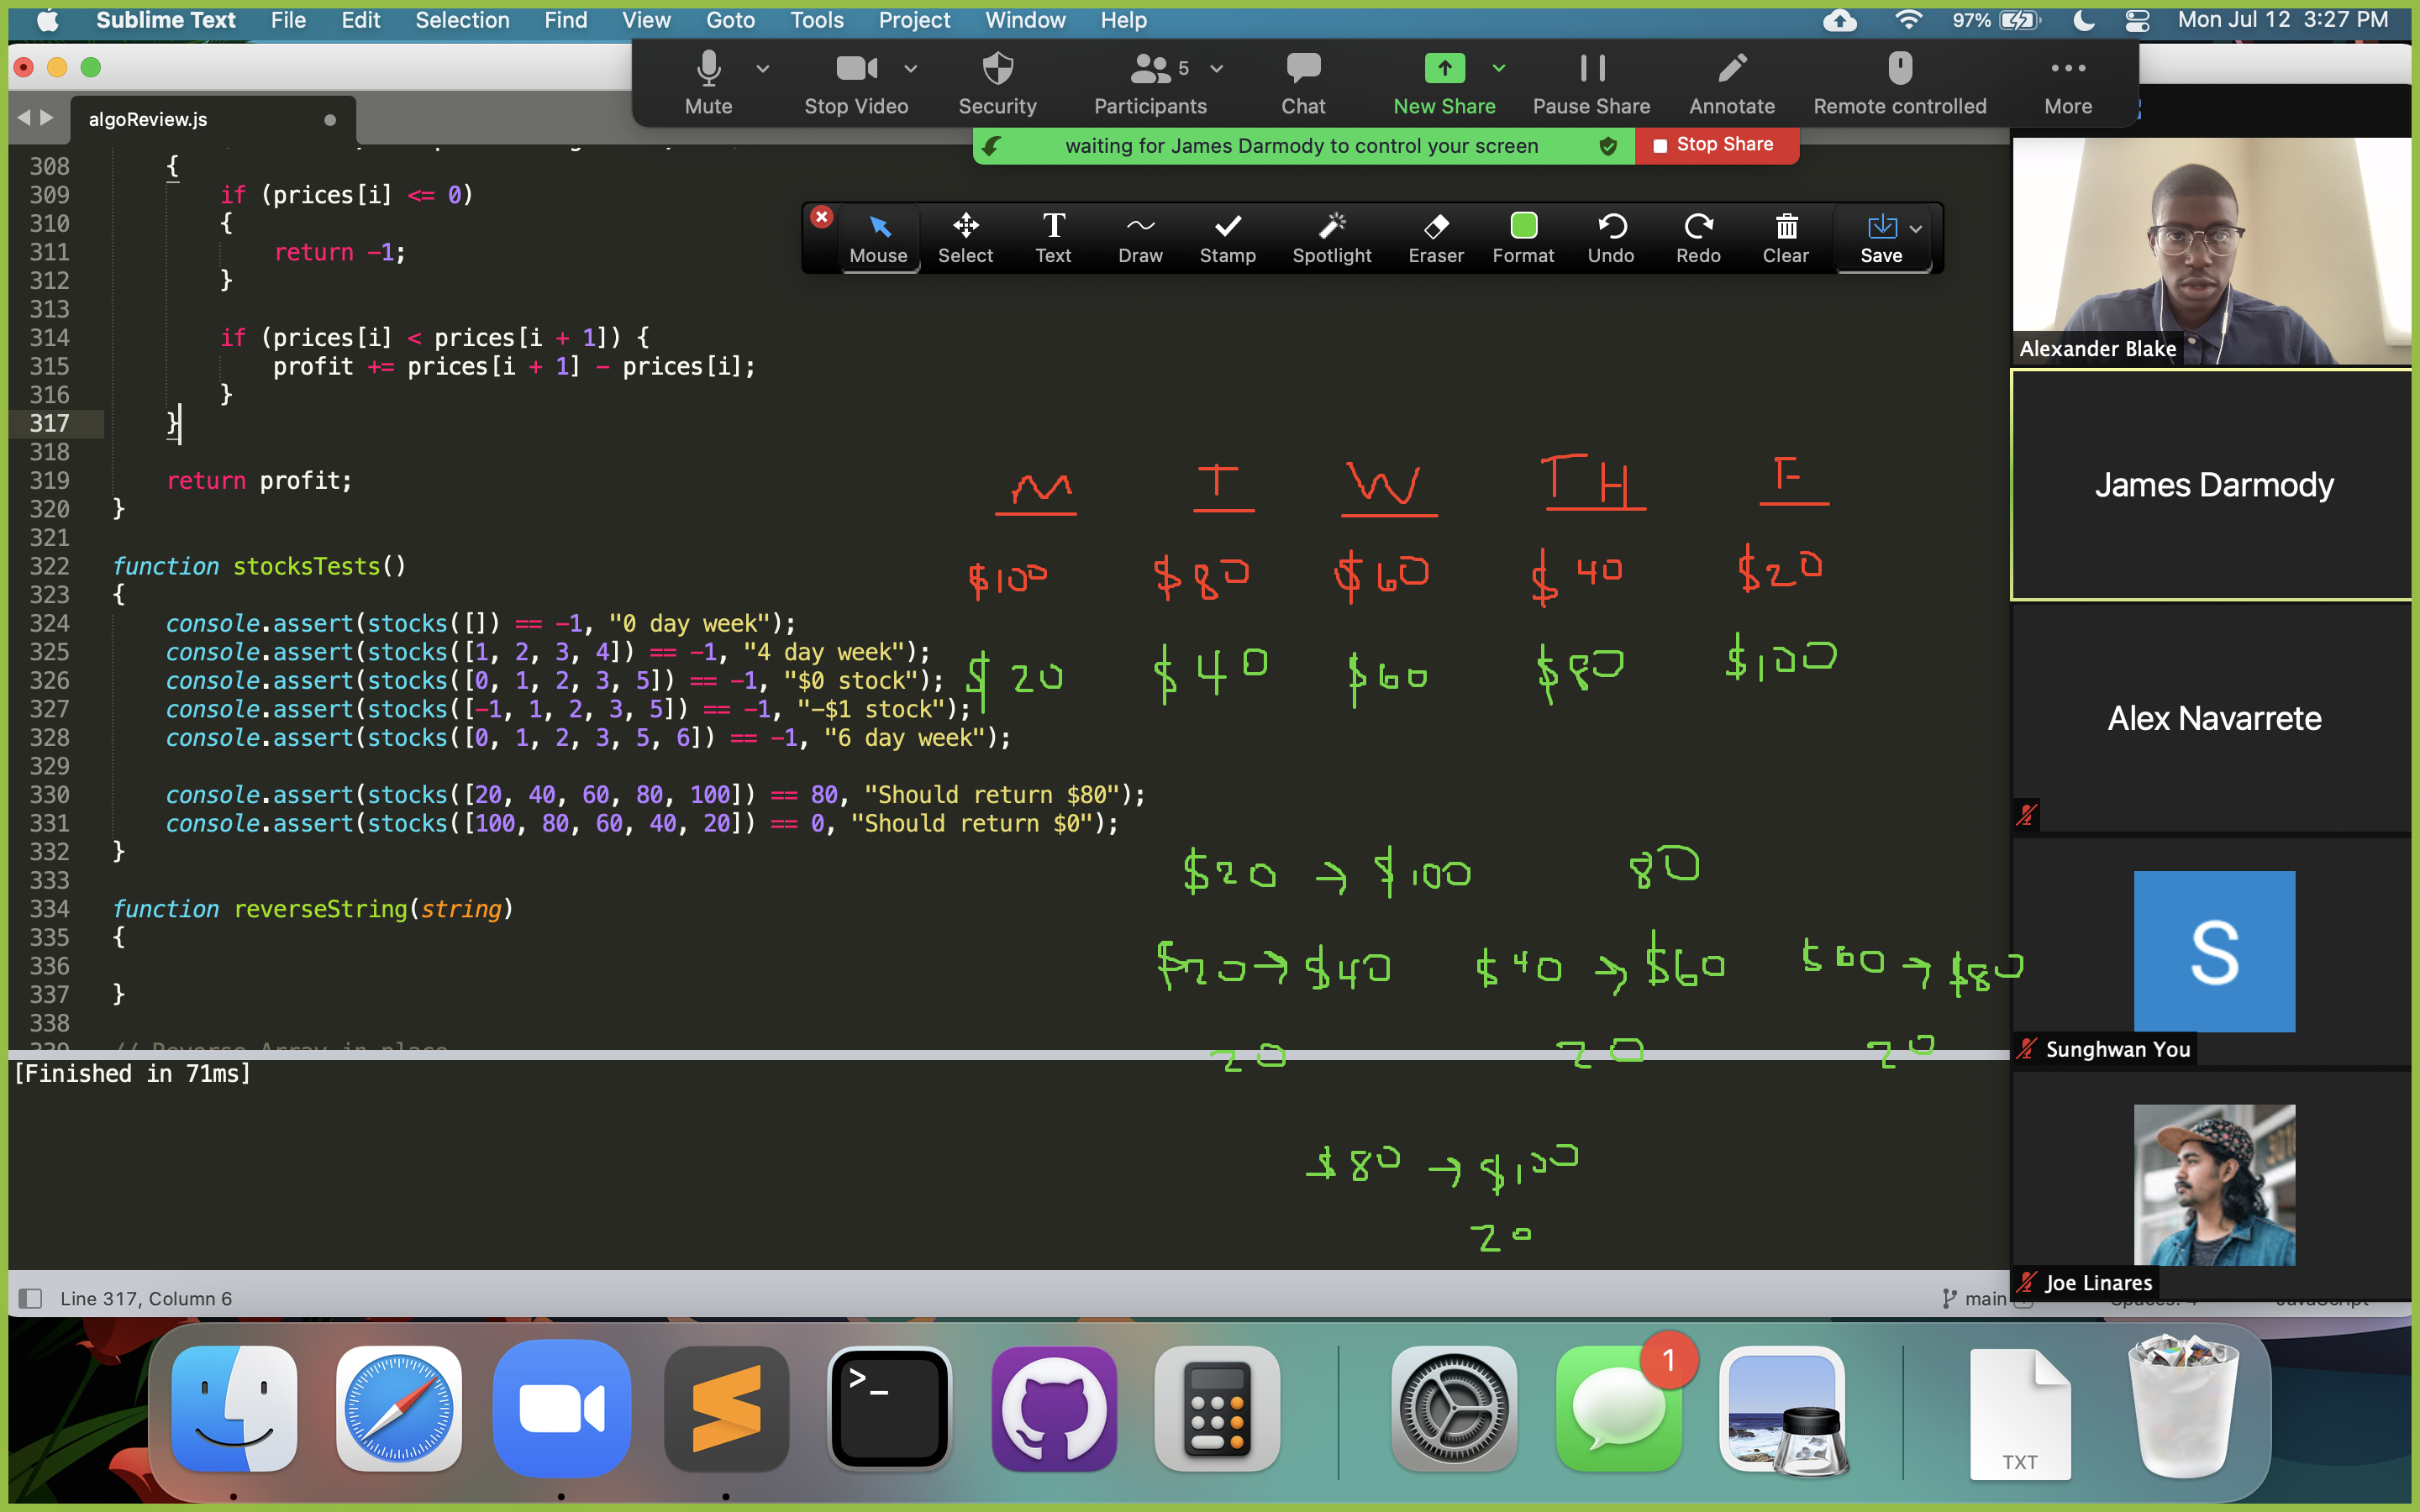 Sublime Text File Edit Selection Find View Goto Tools Project Window Help 97% Mon Jul 12 3:27 PM
Mute Stop Video Security 5 Participants Chat New Share Pause Share Annotate Remote controlled More
waiting for James Darmody to control your screen Stop Share
Mouse Select Text Draw Stamp Spotlight Eraser Format Undo Redo Clear Save
algoReview.js
308 {
309 if (prices[i] <= 0)
310 {
311 return -1;
312 }
313
314 if (prices[i] < prices[i + 1]) {
315 profit += prices[i + 1] - prices[i];
316 }
317 }
318
319 return profit;
320 }
321
322 function stocksTests()
323 {
324 console.assert(stocks([]) == -1, "0 day week");
325 console.assert(stocks([1, 2, 3, 4]) == -1, "4 day week");
326 console.assert(stocks([0, 1, 2, 3, 5]) == -1, "$0 stock");
327 console.assert(stocks([-1, 1, 2, 3, 5]) == -1, "-$1 stock");
328 console.assert(stocks([0, 1, 2, 3, 5, 6]) == -1, "6 day week");
329
330 console.assert(stocks([20, 40, 60, 80, 100]) == 80, "Should return $80");
331 console.assert(stocks([100, 80, 60, 40, 20]) == 0, "Should return $0");
332 }
333
334 function reverseString(string)
335 {
336
337 }
338
339 // Reverse Array in place
M T W TH F
$100 $80 $60 $40 $20
$20 $40 $60 $80 $100
$20 → $100 80
$20 → $40 $40 → $60 $60 → $80
20 20 20
$80 → $100
20
[Finished in 71ms]
Line 317, Column 6 main
Alexander Blake
James Darmody
Alex Navarrete
S
Sunghwan You
Joe Linares
>_
1
TXT